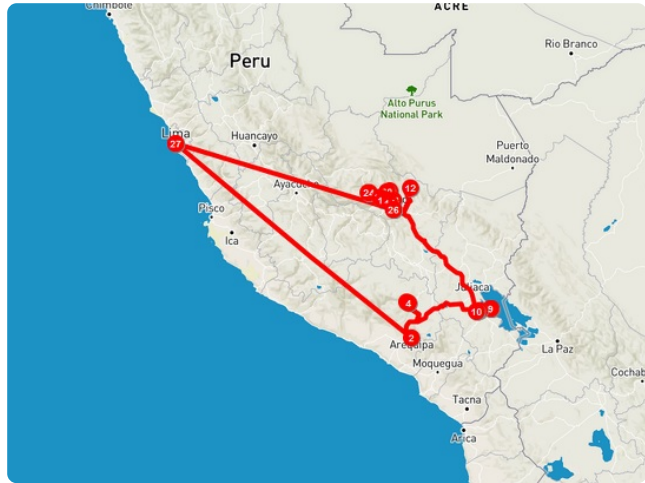 Chimbote
ACRE
Peru
Rio Branco
Alto Purus
National Park
Lima
27
Huancayo
Puerto
Maldonado
Ayacucho
24
12
26
Pisco
Ica
Juliaca
4
10
9
2
Arequipa
La Paz
Moquegua
Cochab
Tacna
Arica